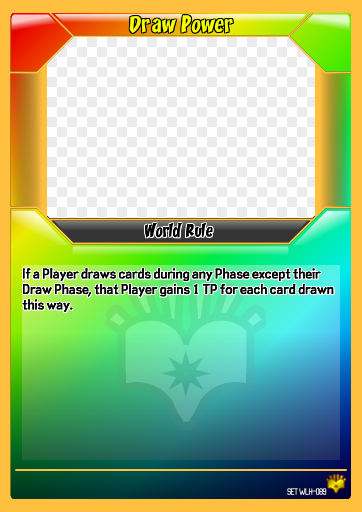 Draw Power
World Rule
If a Player draws cards during any Phase except their
Draw Phase, that Player gains 1 TP for each card drawn
this way.
SET WLH-089